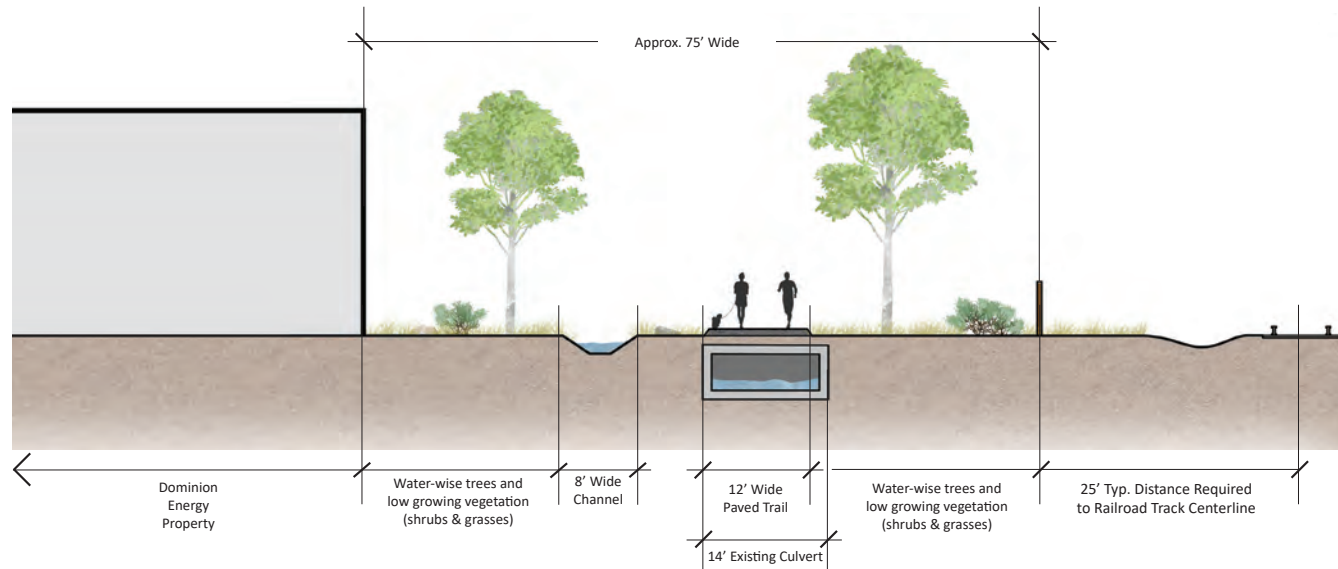 Approx. 75’ Wide
Dominion
Energy
Property
Water-wise trees and
low growing vegetation
(shrubs & grasses)
8’ Wide
Channel
12’ Wide
Paved Trail
14’ Existing Culvert
Water-wise trees and
low growing vegetation
(shrubs & grasses)
25’ Typ. Distance Required
to Railroad Track Centerline